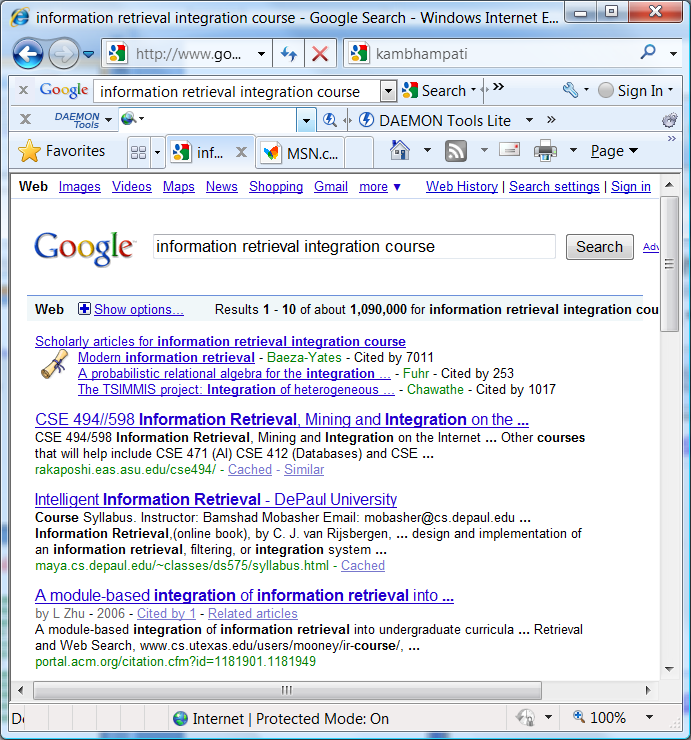 information retrieval integration course - Google Search - Windows Internet E...
http://www.go...
kambhampati
Google
information retrieval integration course
Search
»
Sign In
DAEMON
Tools
DAEMON Tools Lite
»
Favorites
inf...
MSN.c...
Page
»
Web Images Videos Maps News Shopping Gmail more ▼ Web History | Search settings | Sign in
Google
information retrieval integration course
Search
Adv
Web Show options... Results 1 - 10 of about 1,090,000 for information retrieval integration cou
Scholarly articles for information retrieval integration course
Modern information retrieval - Baeza-Yates - Cited by 7011
A probabilistic relational algebra for the integration ... - Fuhr - Cited by 253
The TSIMMIS project: Integration of heterogeneous ... - Chawathe - Cited by 1017
CSE 494//598 Information Retrieval, Mining and Integration on the ...
CSE 494/598 Information Retrieval, Mining and Integration on the Internet ... Other courses
that will help include CSE 471 (AI) CSE 412 (Databases) and CSE ...
rakaposhi.eas.asu.edu/cse494/ - Cached - Similar
Intelligent Information Retrieval - DePaul University
Course Syllabus. Instructor: Bamshad Mobasher Email: mobasher@cs.depaul.edu ...
Information Retrieval,(online book), by C. J. van Rijsbergen, ... design and implementation of
an information retrieval, filtering, or integration system ...
maya.cs.depaul.edu/~classes/ds575/syllabus.html - Cached
A module-based integration of information retrieval into ...
by L Zhu - 2006 - Cited by 1 - Related articles
A module-based integration of information retrieval into undergraduate curricula ... Retrieval
and Web Search, www.cs.utexas.edu/users/mooney/ir-course/, ...
portal.acm.org/citation.cfm?id=1181901.1181949
Internet | Protected Mode: On
100%